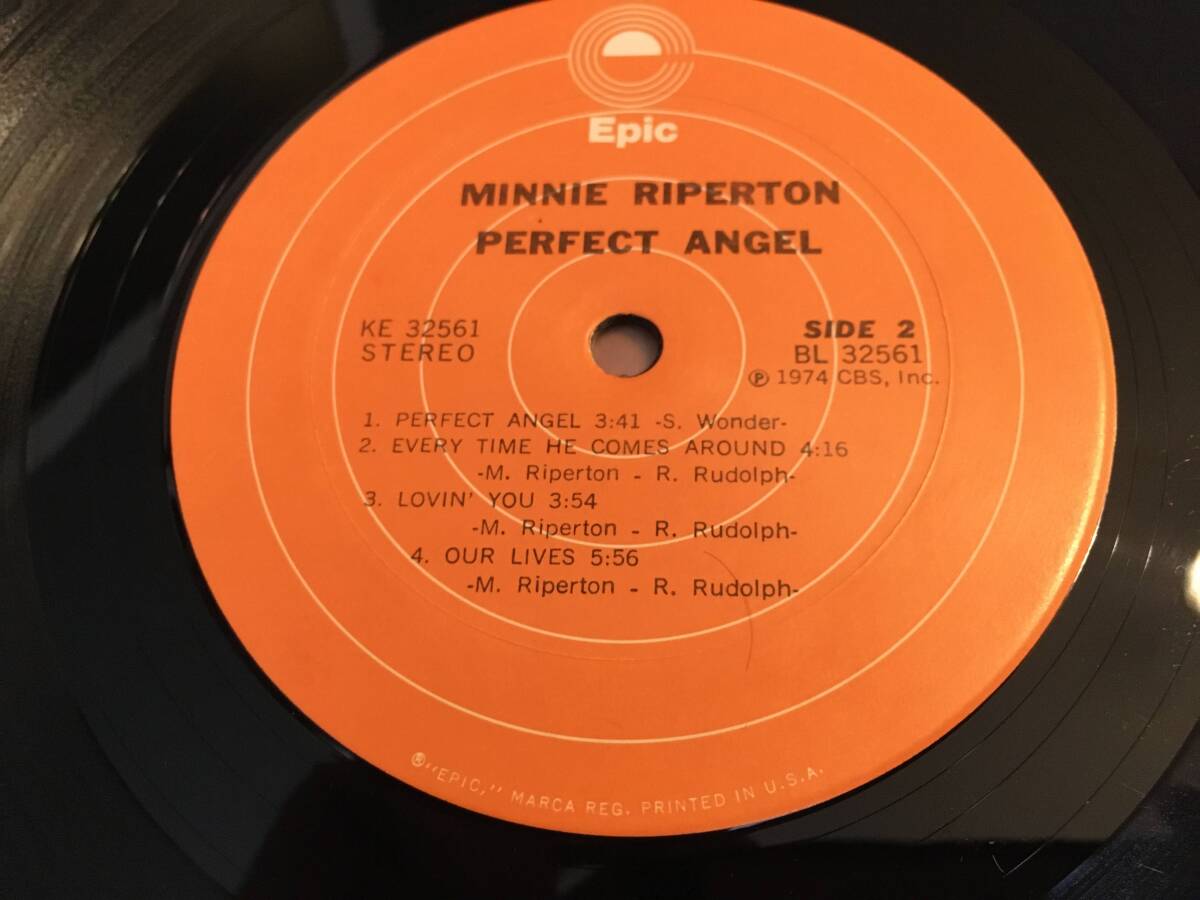 Epic
MINNIE RIPERTON
PERFECT ANGEL
KE 32561
STEREO
SIDE 2
BL 32561
℗ 1974 CBS, Inc.
1. PERFECT ANGEL 3:41 -S. Wonder-
2. EVERY TIME HE COMES AROUND 4:16
-M. Riperton - R. Rudolph-
3. LOVIN' YOU 3:54
-M. Riperton - R. Rudolph-
4. OUR LIVES 5:56
-M. Riperton - R. Rudolph-
® "EPIC," MARCA REG. PRINTED IN U.S.A.